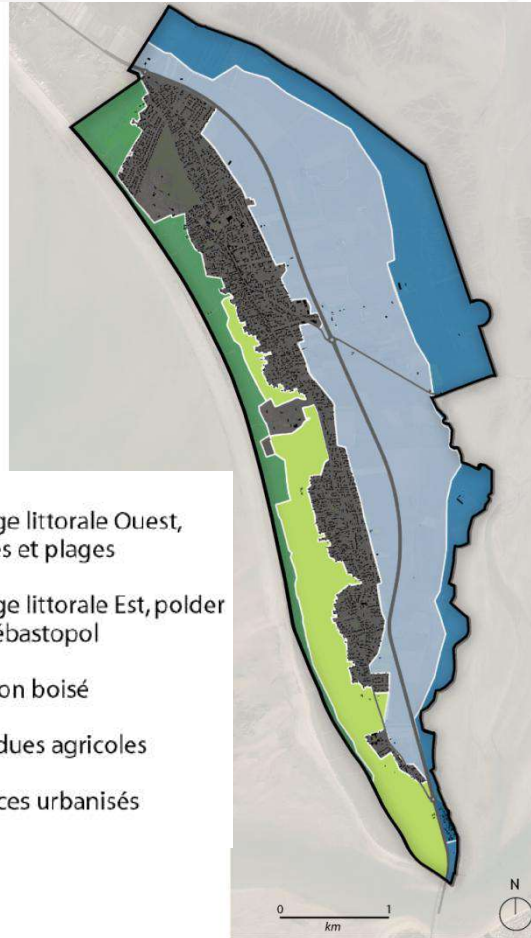 ge littorale Ouest,
es et plages
ge littorale Est, polder
ébastopol
on boisé
dues agricoles
ces urbanisés
0 1
km
N